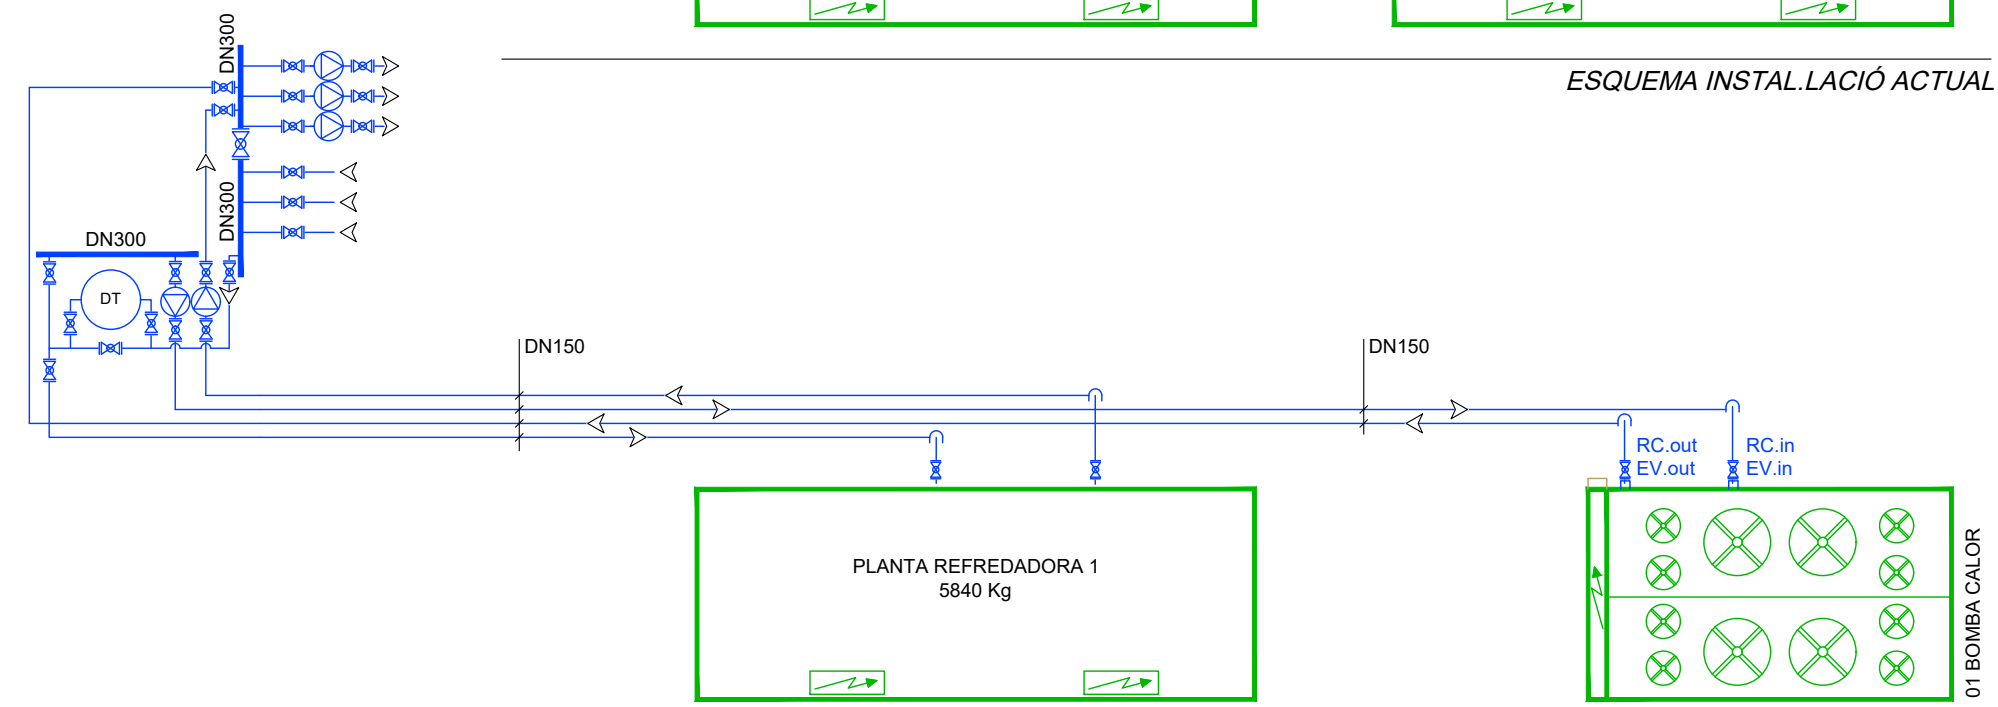 DN300
ESQUEMA INSTAL.LACIÓ ACTUAL
DN300
DN300
DT
DN150
DN150
RC.out
EV.out
RC.in
EV.in
PLANTA REFREDADORA 1
5840 Kg
01 BOMBA CALOR